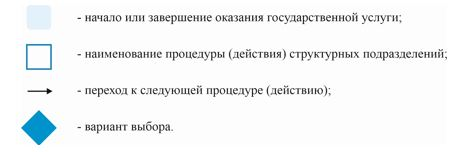 - начало или завершение оказания государственной услуги;
- наименование процедуры (действия) структурных подразделений;
- переход к следующей процедуре (действию);
- вариант выбора.